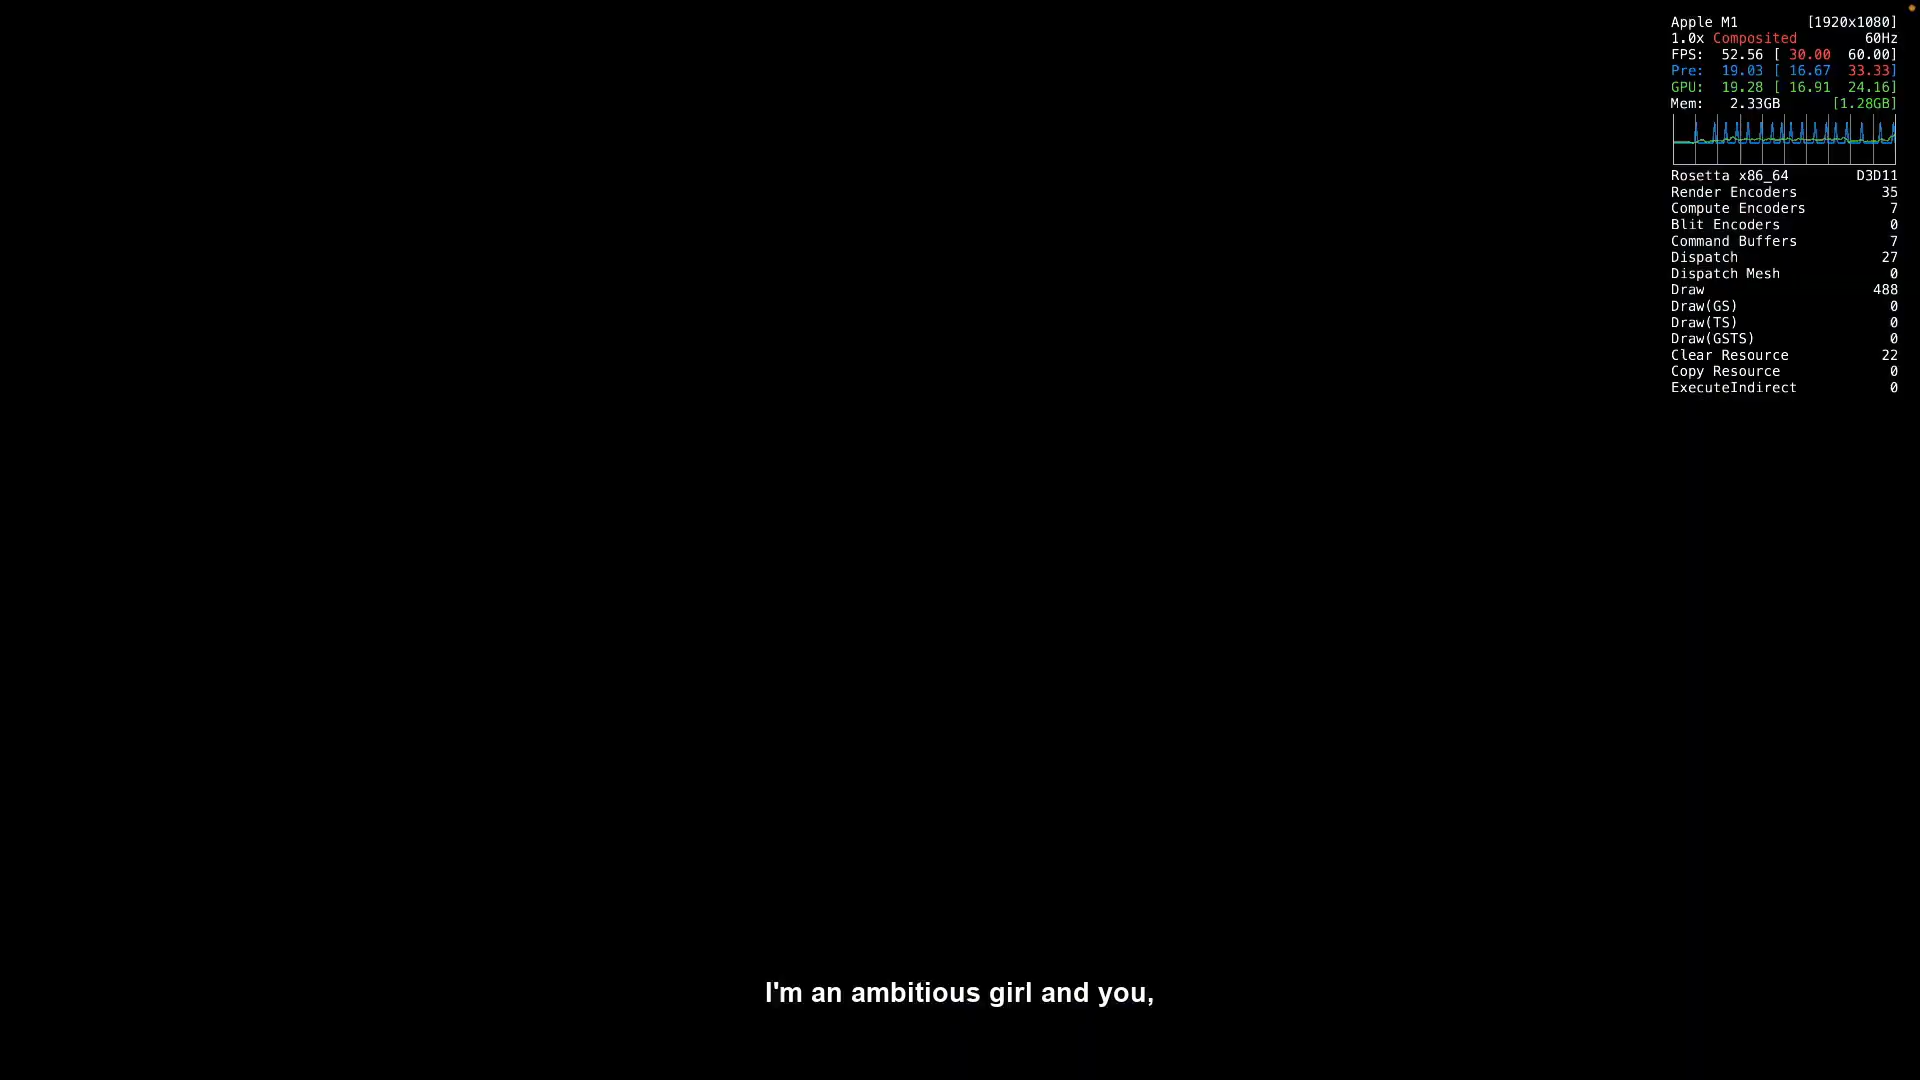 Apple M1 [1920x1080]
1.0x Composited 60Hz
FPS: 52.56 [ 30.00 60.00]
Pre: 19.03 [ 16.67 33.33]
GPU: 19.28 [ 16.91 24.16]
Mem: 2.33GB [1.28GB]
Rosetta x86_64 D3D11
Render Encoders 35
Compute Encoders 7
Blit Encoders 0
Command Buffers 7
Dispatch 27
Dispatch Mesh 0
Draw 488
Draw(GS) 0
Draw(TS) 0
Draw(GSTS) 0
Clear Resource 22
Copy Resource 0
ExecuteIndirect 0
I'm an ambitious girl and you,